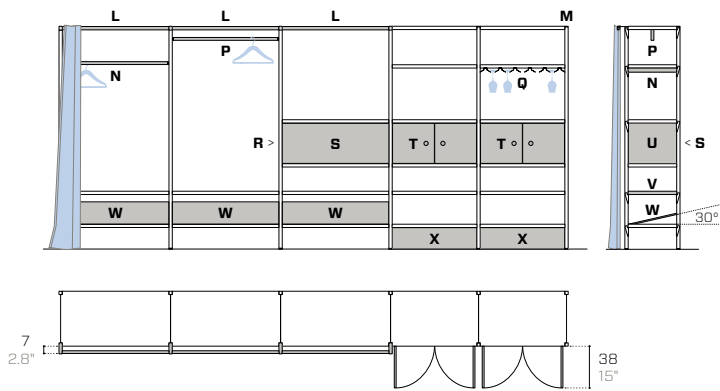 L L L M
P P
N N
Q
R > S T T U < S
V
W W W W
30°
X X
7 38
2.8" 15"